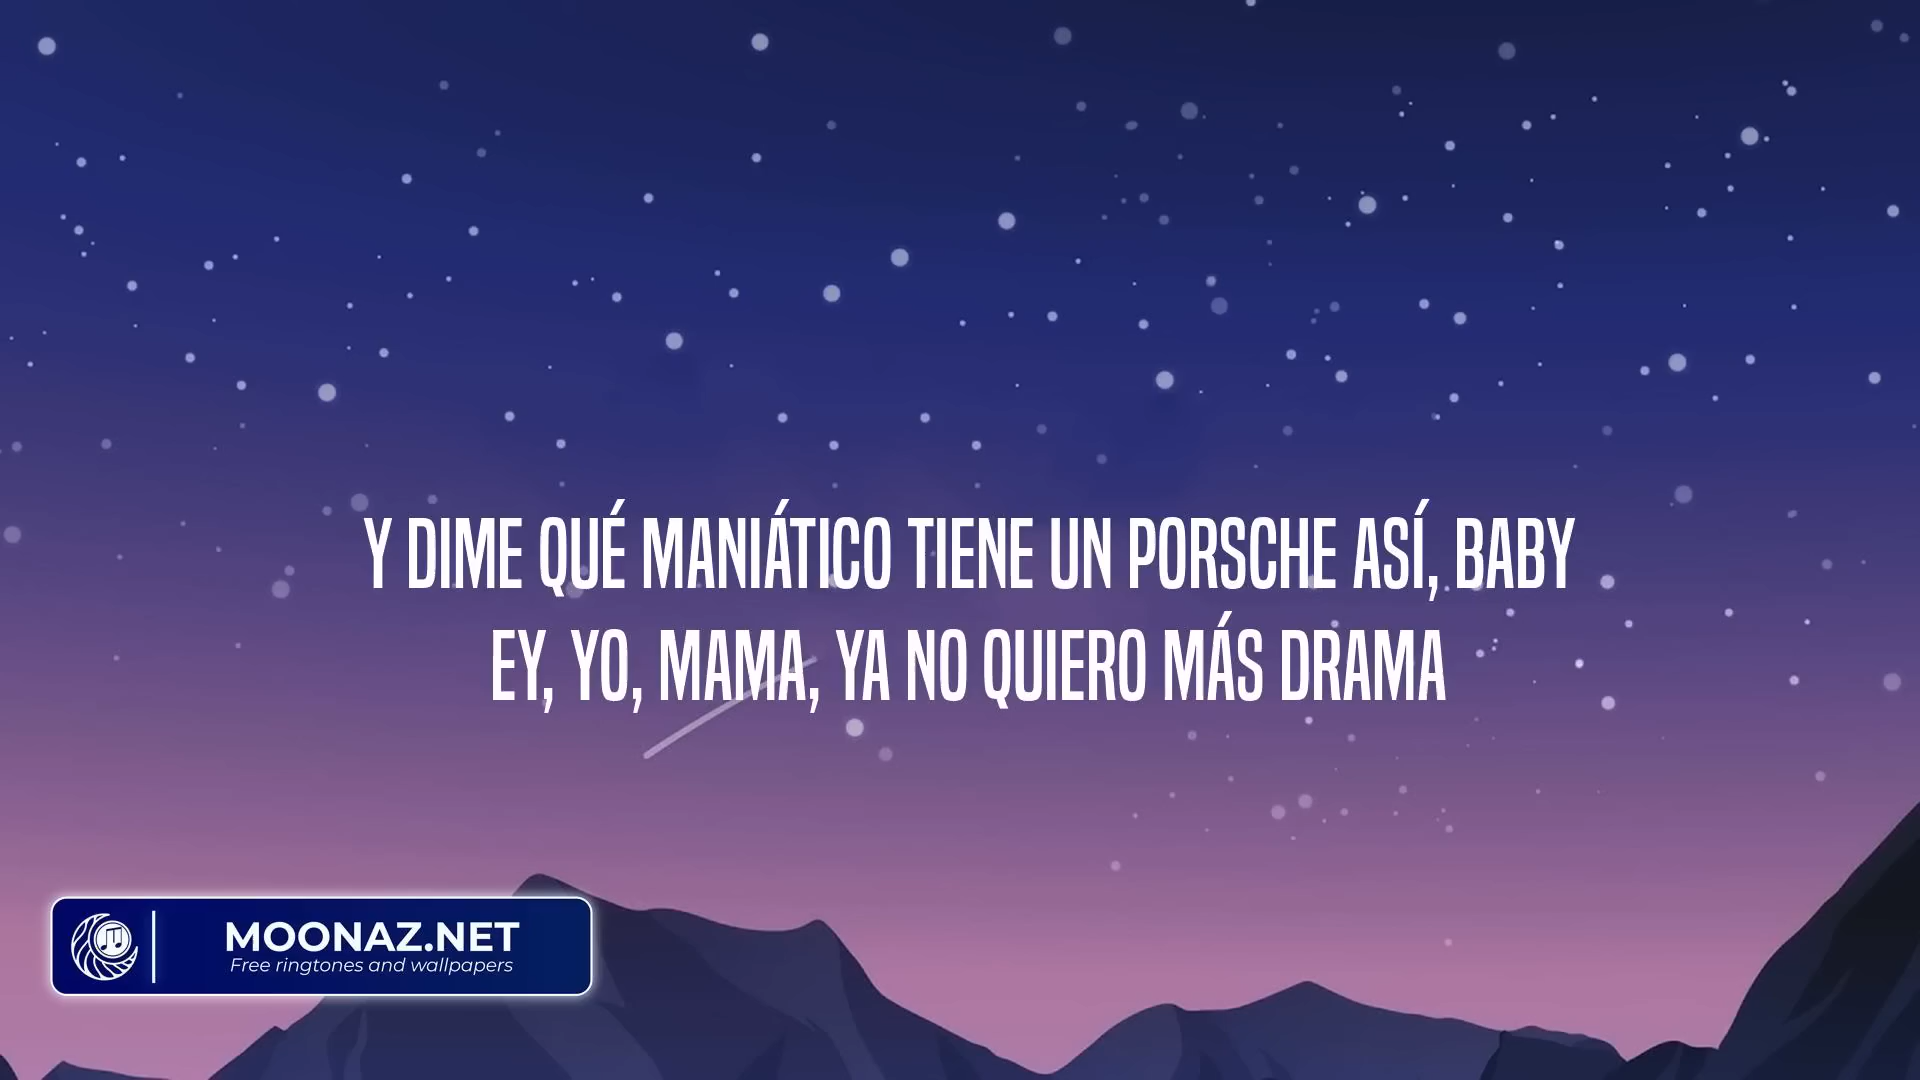 Y DIME QUÉ MANIÁTICO TIENE UN PORSCHE ASÍ, BABY
EY, YO, MAMA, YA NO QUIERO MÁS DRAMA
MOONAZ.NET
Free ringtones and wallpapers